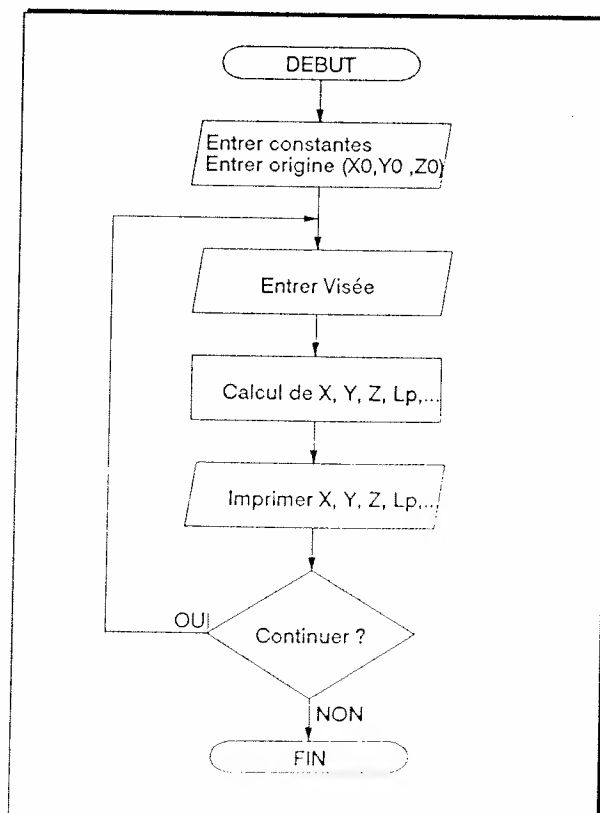 DEBUT
Entrer constantes
Entrer origine (X0,Y0 ,Z0)
Entrer Visée
Calcul de X, Y, Z, Lp,...
Imprimer X, Y, Z, Lp,...
OUI
Continuer ?
NON
FIN